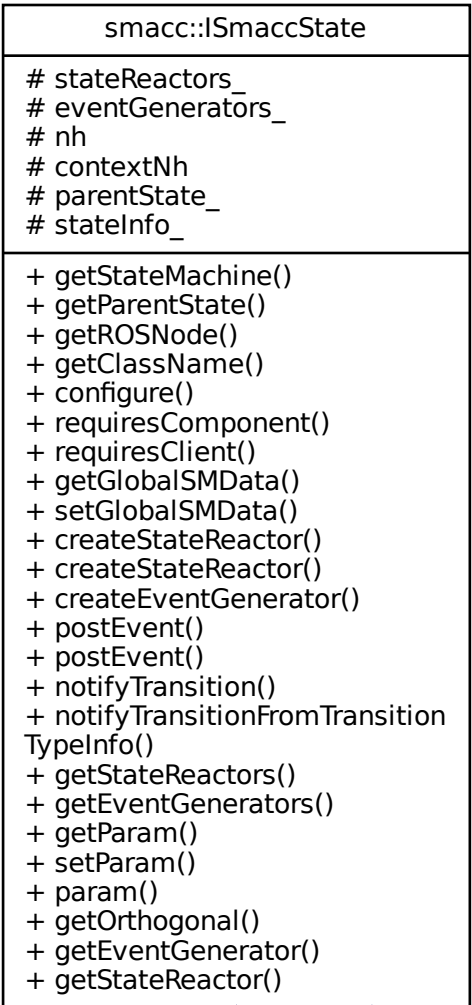 smacc::ISmaccState
# stateReactors_
# eventGenerators_
# nh
# contextNh
# parentState_
# stateInfo_
+ getStateMachine()
+ getParentState()
+ getROSNode()
+ getClassName()
+ configure()
+ requiresComponent()
+ requiresClient()
+ getGlobalSMData()
+ setGlobalSMData()
+ createStateReactor()
+ createStateReactor()
+ createEventGenerator()
+ postEvent()
+ postEvent()
+ notifyTransition()
+ notifyTransitionFromTransition
TypeInfo()
+ getStateReactors()
+ getEventGenerators()
+ getParam()
+ setParam()
+ param()
+ getOrthogonal()
+ getEventGenerator()
+ getStateReactor()